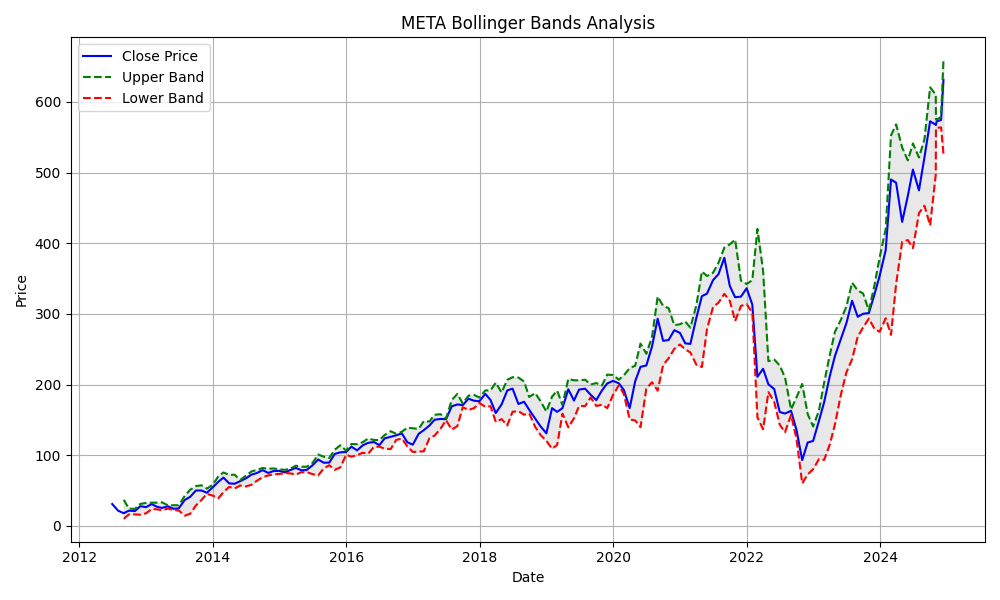 META Bollinger Bands Analysis
Close Price
Upper Band
Lower Band
Price
600
500
400
300
200
100
0
2012 2014 2016 2018 2020 2022 2024
Date